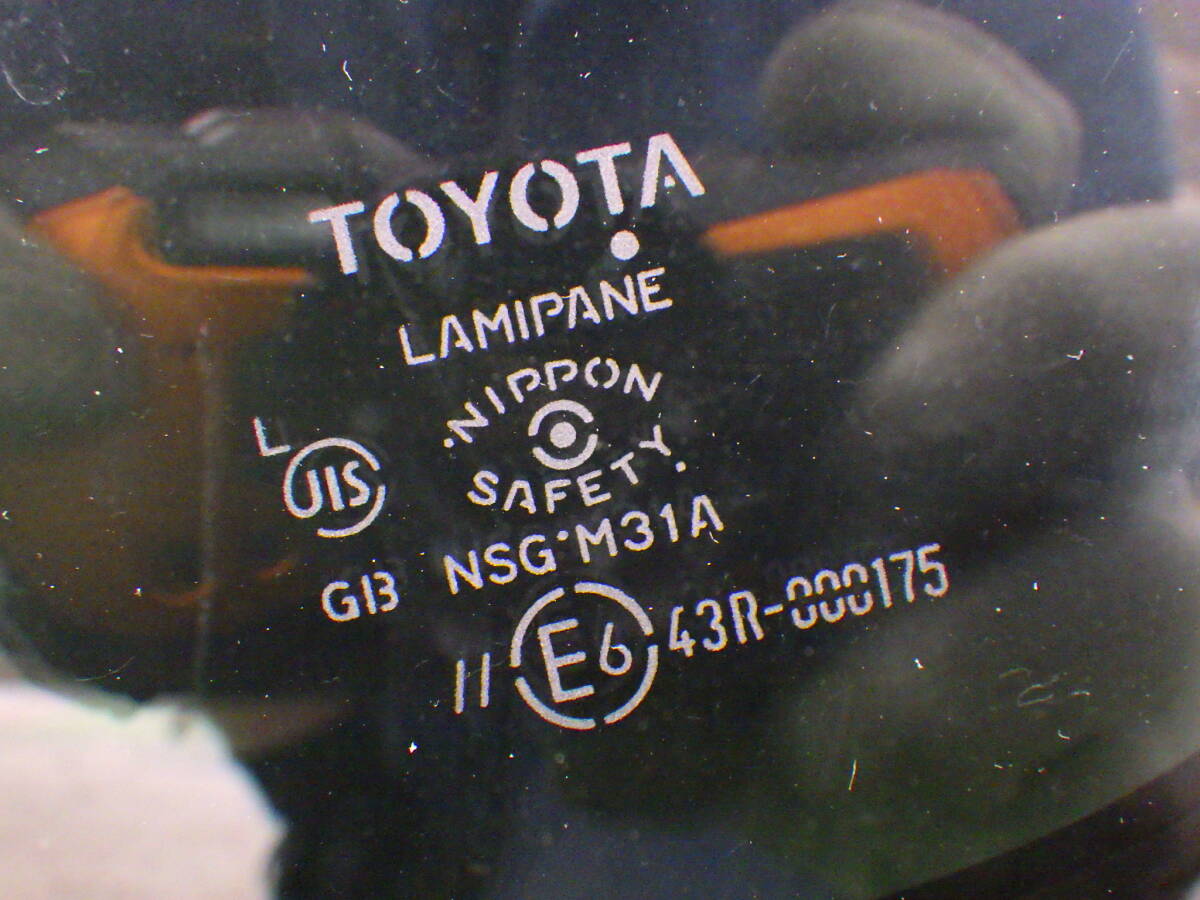 TOYOTA
LAMIPANE
NIPPON
SAFETY
L
JIS
GB NSG·M31A
II E6 43R-000175